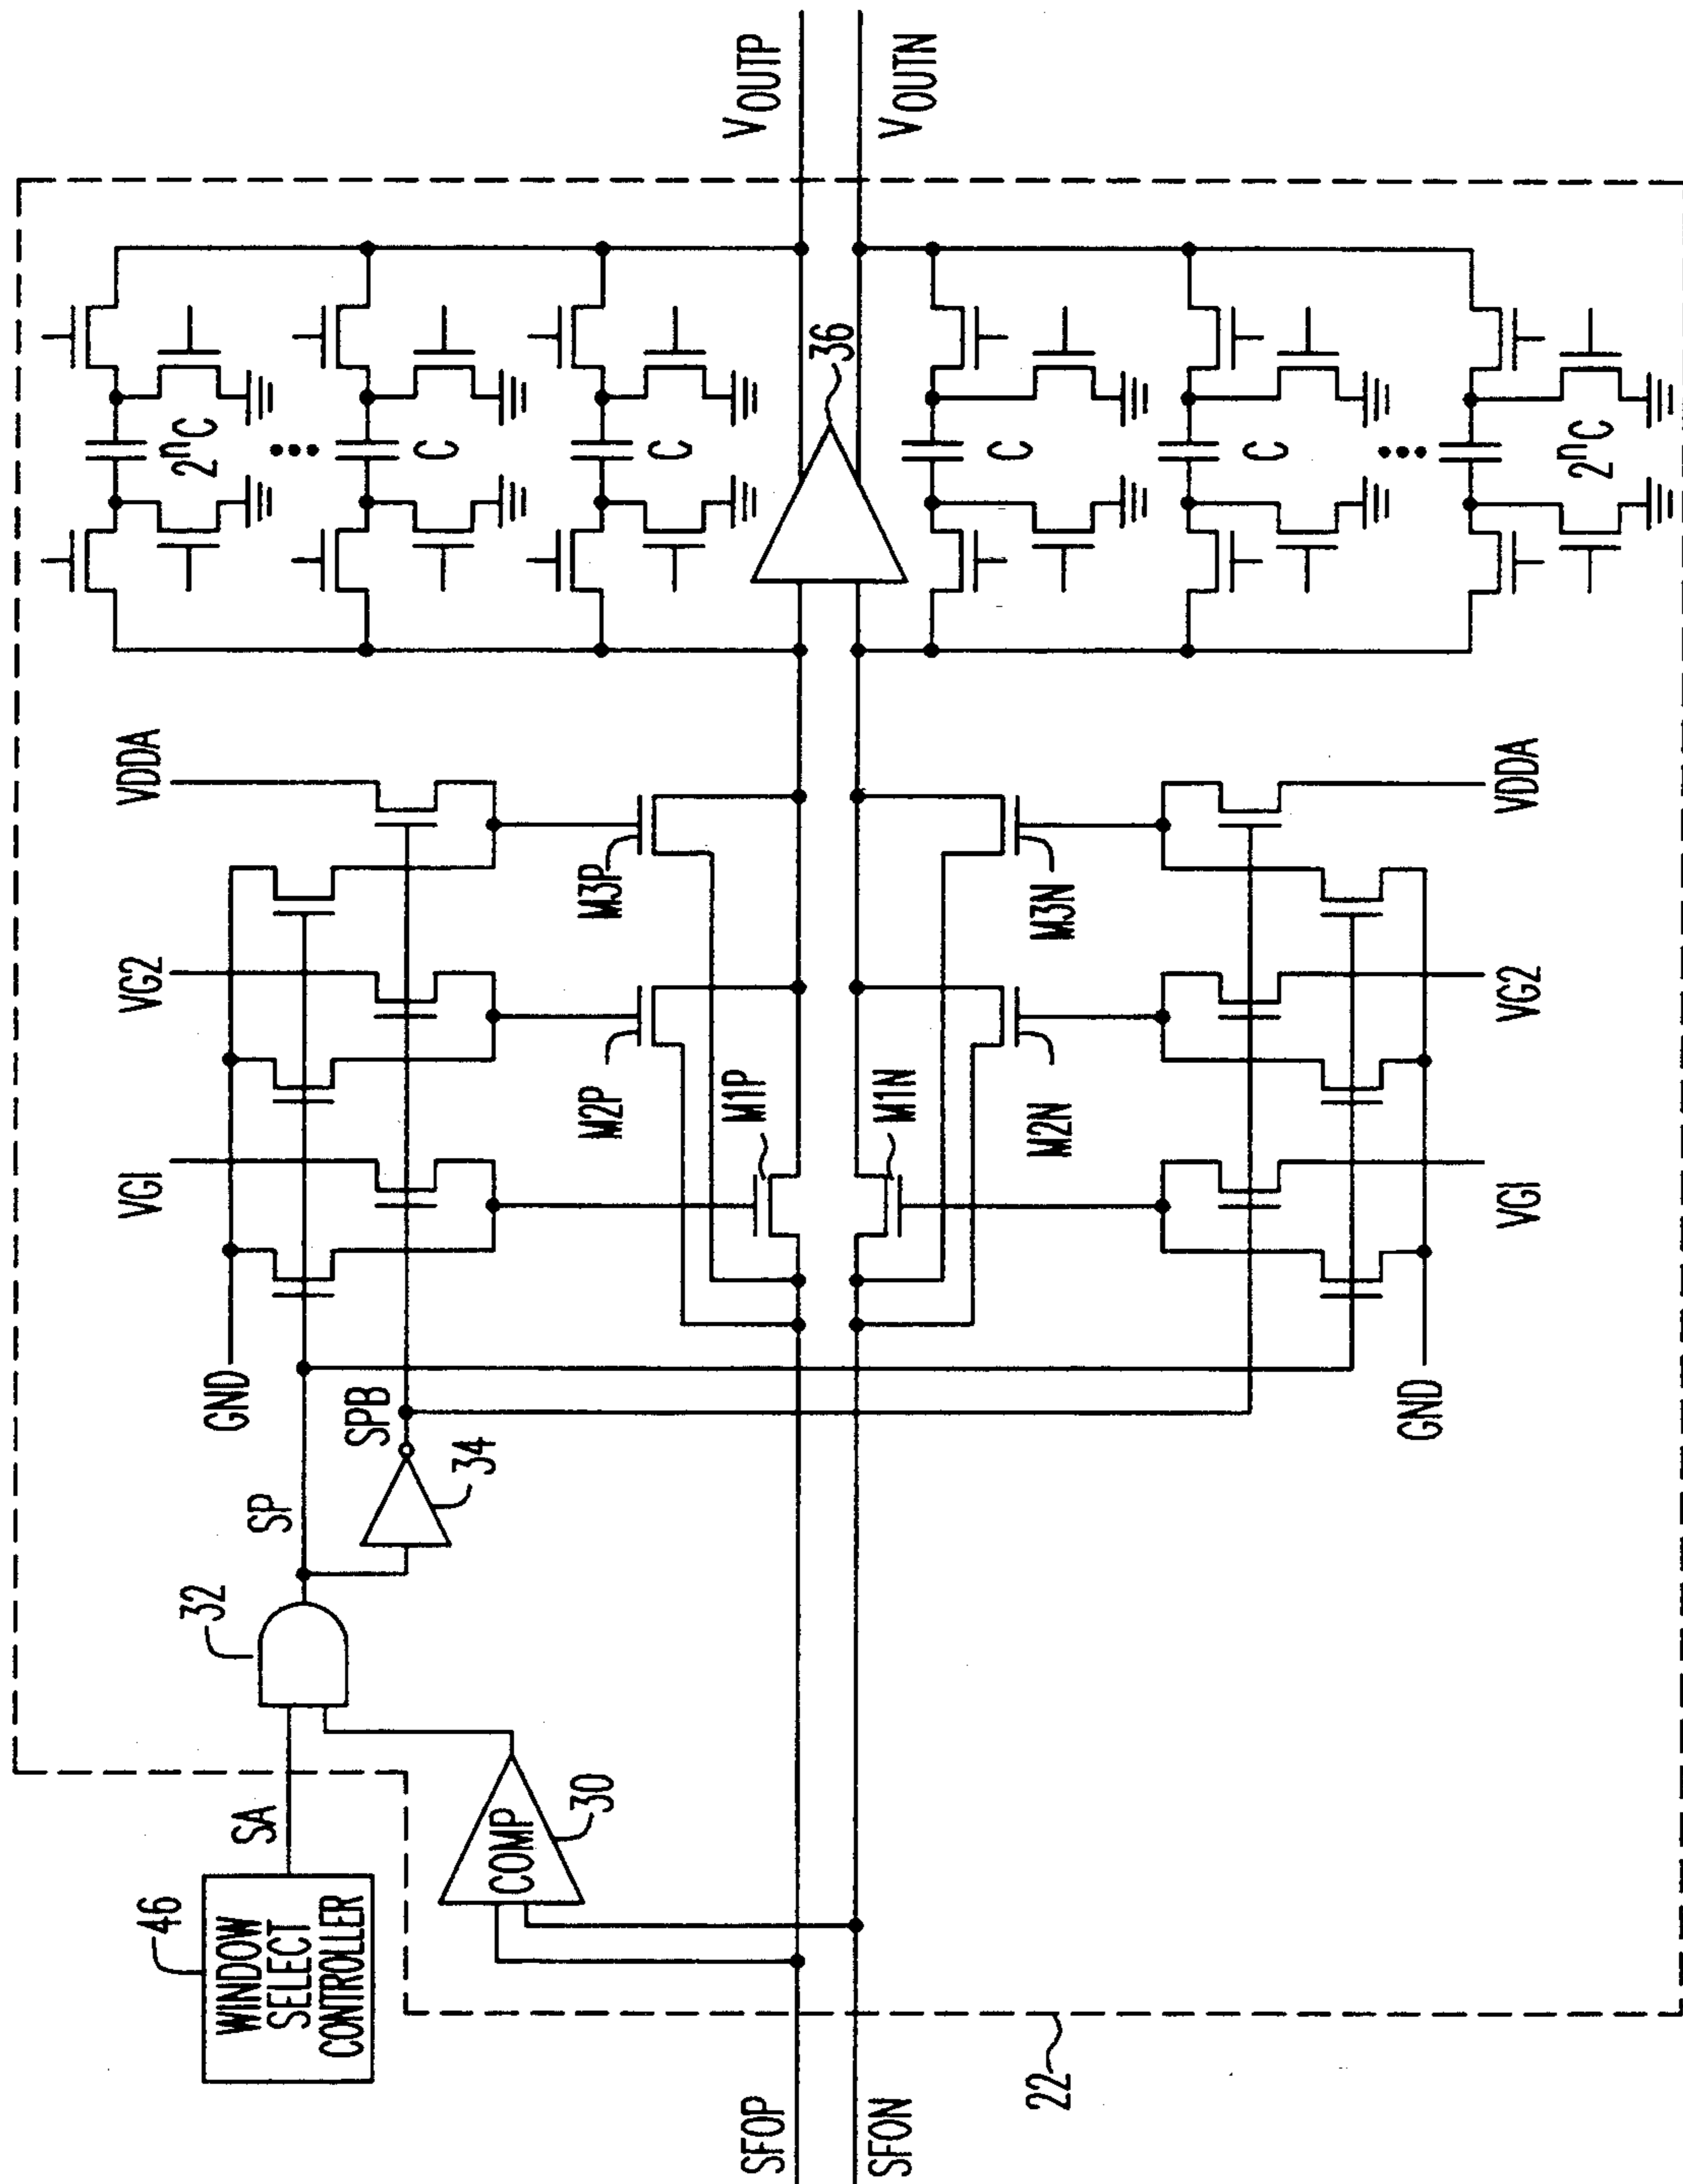 46
WINDOW
SELECT
CONTROLLER
SA
32
SP
SPB
34
COMP
30
GND
VG1
VG2
VDDA
M1P
M2P
M3P
M1N
M2N
M3N
GND
VG1
VG2
VDDA
SFOP
SFON
22
36
2ⁿC
C
C
C
C
2ⁿC
VOUTP
VOUTN